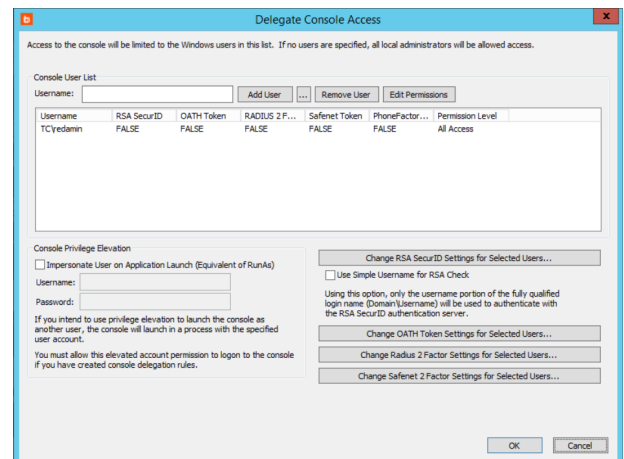 Delegate Console Access
x
Access to the console will be limited to the Windows users in this list. If no users are specified, all local administrators will be allowed access.
Console User List
Username:
Add User ... Remove User Edit Permissions
Username RSA SecurID OATH Token RADIUS 2 F... Safenet Token PhoneFactor... Permission Level
TC\redamin FALSE FALSE FALSE FALSE FALSE All Access
Console Privilege Elevation
Impersonate User on Application Launch (Equivalent of RunAs)
Username:
Password:
If you intend to use privilege elevation to launch the console as
another user, the console will launch in a process with the specified
user account.
You must allow this elevated account permission to logon to the console
if you have created console delegation rules.
Change RSA SecurID Settings for Selected Users...
Use Simple Username for RSA Check
Using this option, only the username portion of the fully qualified
login name (Domain\Username) will be used to authenticate with
the RSA SecurID authentication server.
Change OATH Token Settings for Selected Users...
Change Radius 2 Factor Settings for Selected Users...
Change Safenet 2 Factor Settings for Selected Users...
OK Cancel